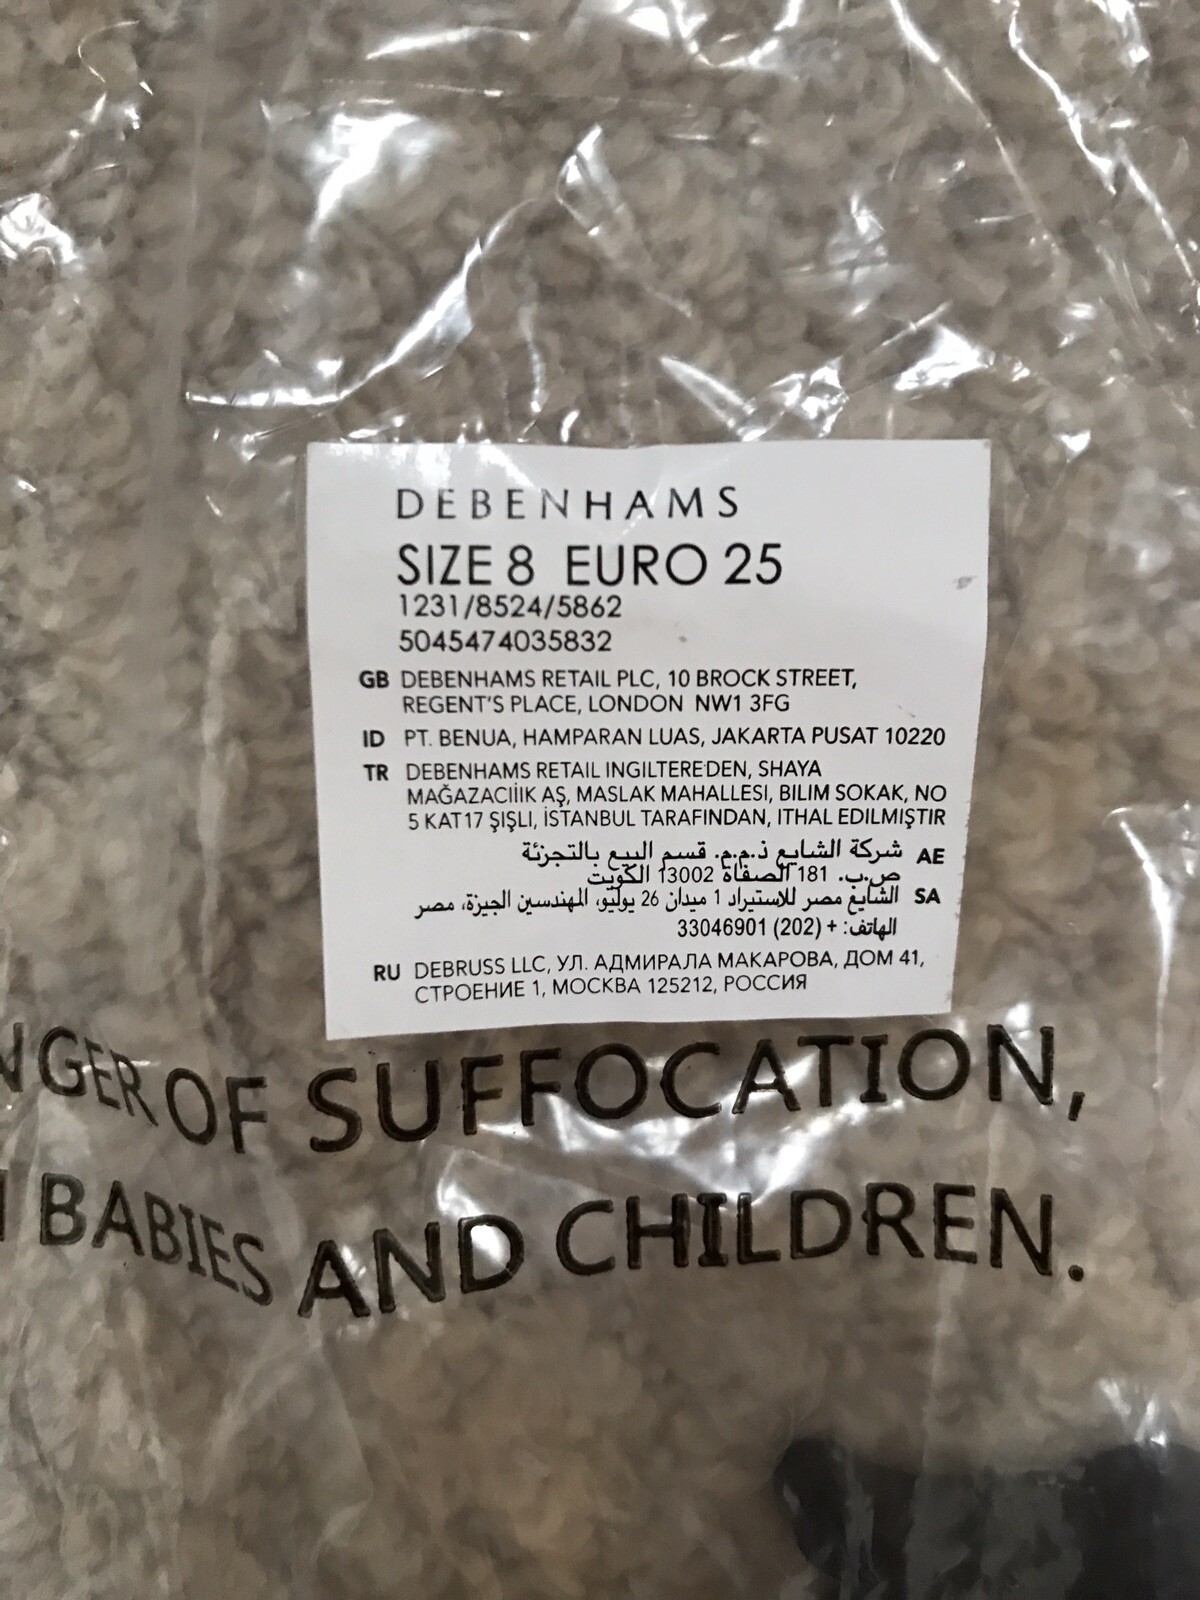 DEBENHAMS
SIZE 8 EURO 25
1231/8524/5862
5045474035832
GB DEBENHAMS RETAIL PLC, 10 BROCK STREET,
REGENT'S PLACE, LONDON NW1 3FG
ID PT. BENUA, HAMPARAN LUAS, JAKARTA PUSAT 10220
TR DEBENHAMS RETAIL INGILTERE'DEN, SHAYA
MAĞAZACIİIK AŞ, MASLAK MAHALLESI, BILIM SOKAK, NO
5 KAT17 ŞIŞLI, İSTANBUL TARAFINDAN, ITHAL EDILMIŞTIR
AE شركة الشايع ذ.م.م. قسم البيع بالتجزئة
ص.ب. 181 الصفاة 13002 الكويت
SA الشايع مصر للاستيراد 1 ميدان 26 يوليو، المهندسين الجيزة، مصر
الهاتف: + (202) 33046901
RU DEBRUSS LLC, УЛ. АДМИРАЛА МАКАРОВА, ДОМ 41,
СТРОЕНИЕ 1, МОСКВА 125212, РОССИЯ
NGER OF SUFFOCATION,
BABIES AND CHILDREN.